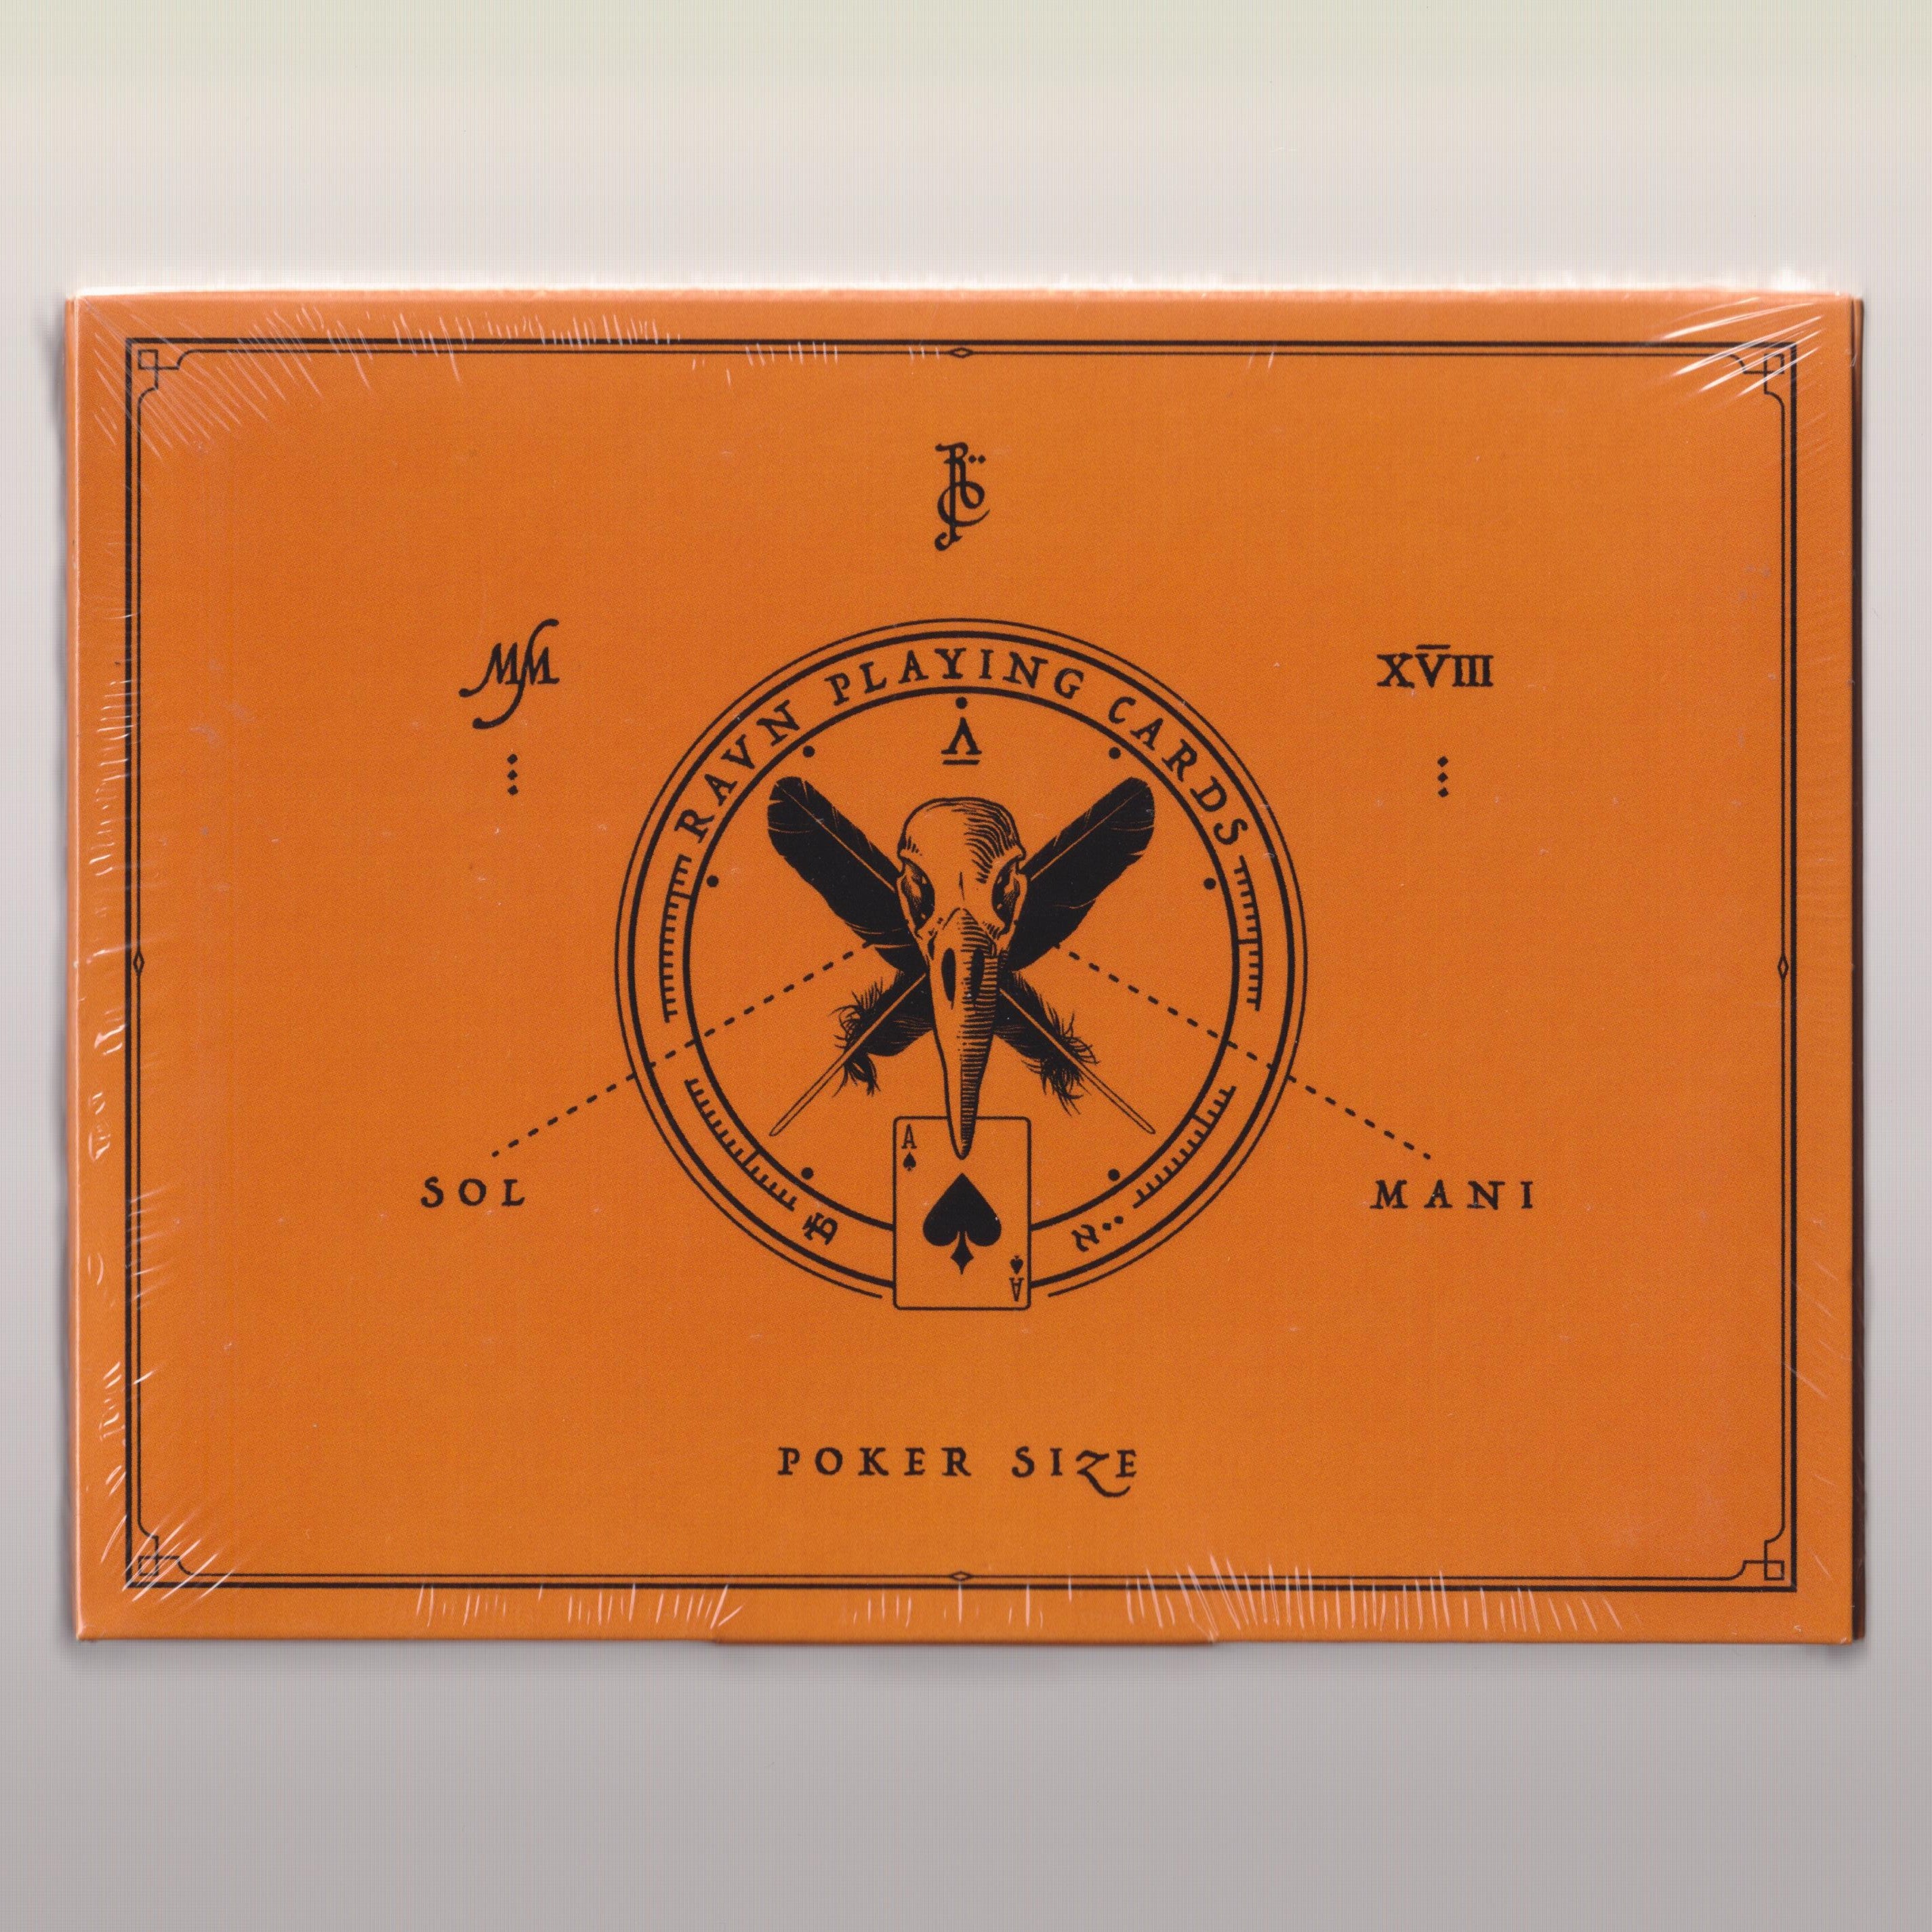 MM
XVIII
RAVN PLAYING CARDS
V
SOL
MANI
A
A
POKER SIZE